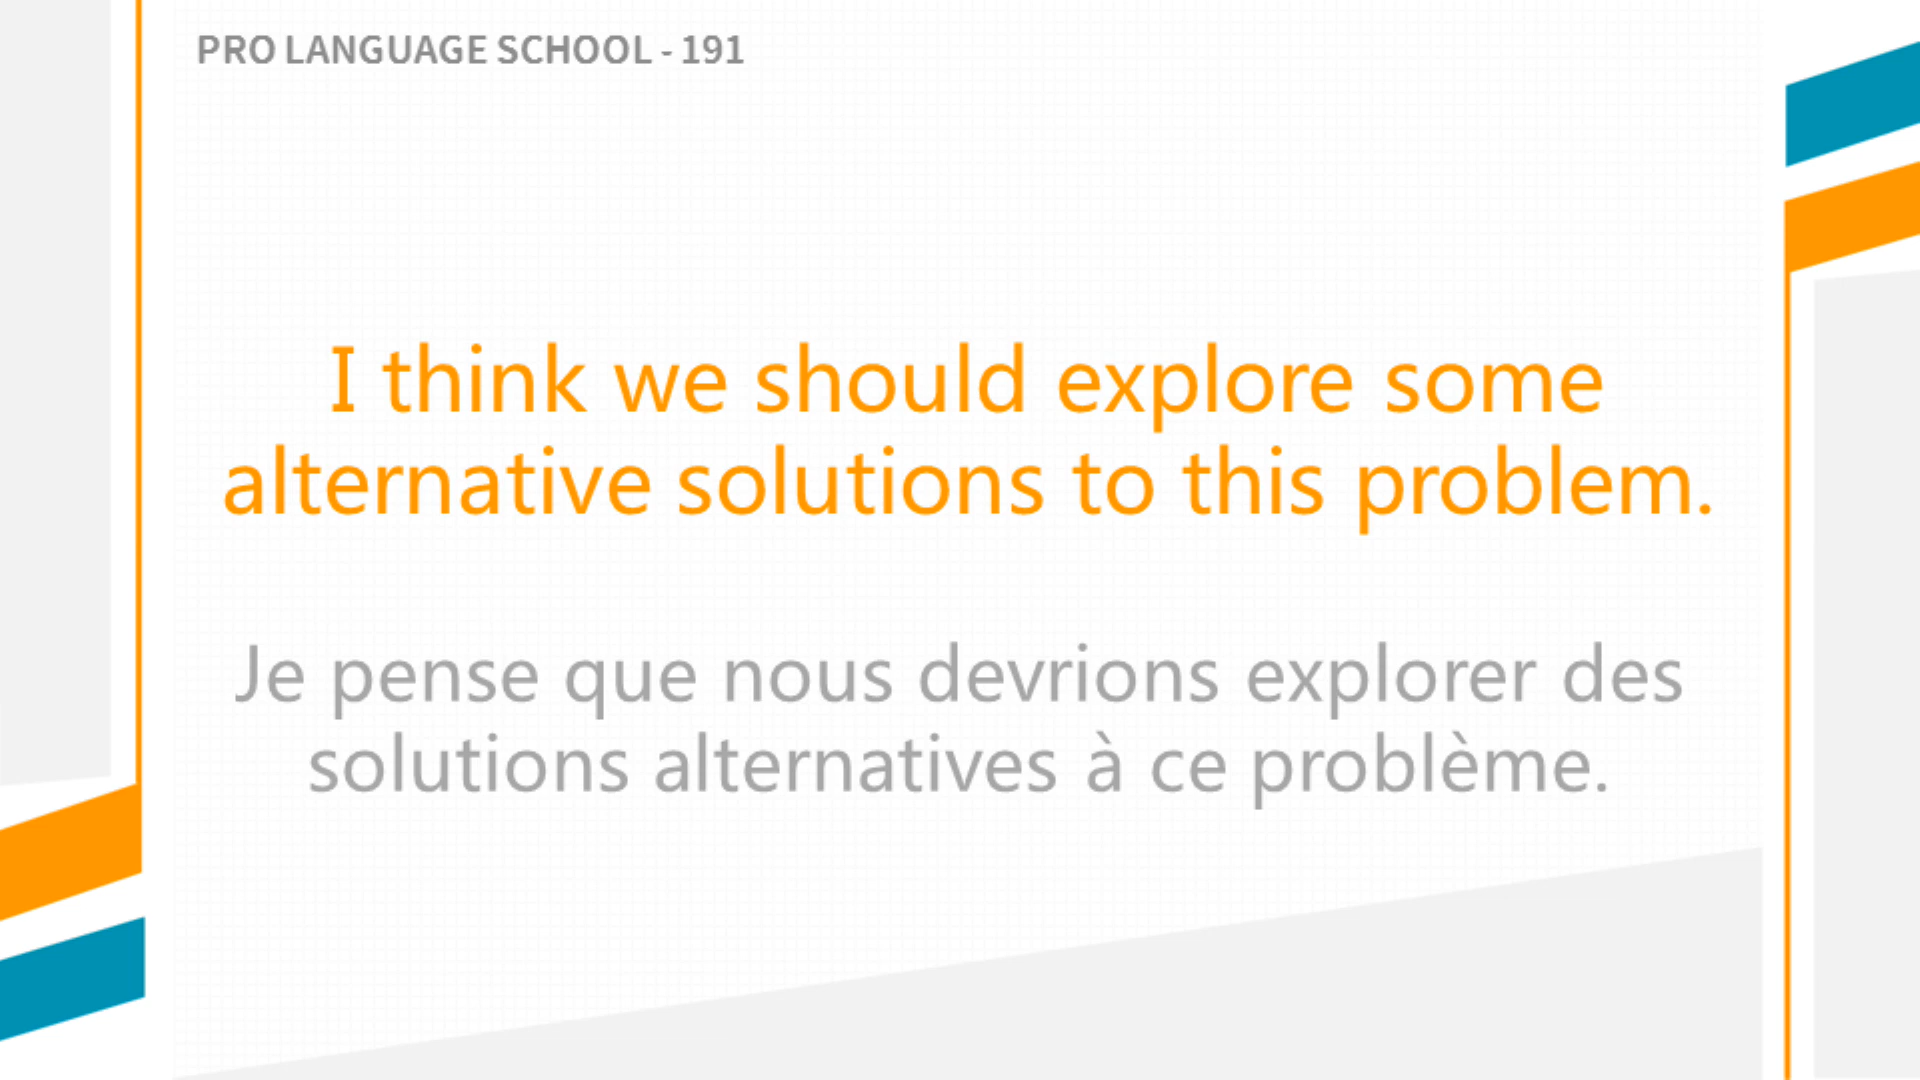 PRO LANGUAGE SCHOOL - 191
I think we should explore some
alternative solutions to this problem.
Je pense que nous devrions explorer des
solutions alternatives à ce problème.